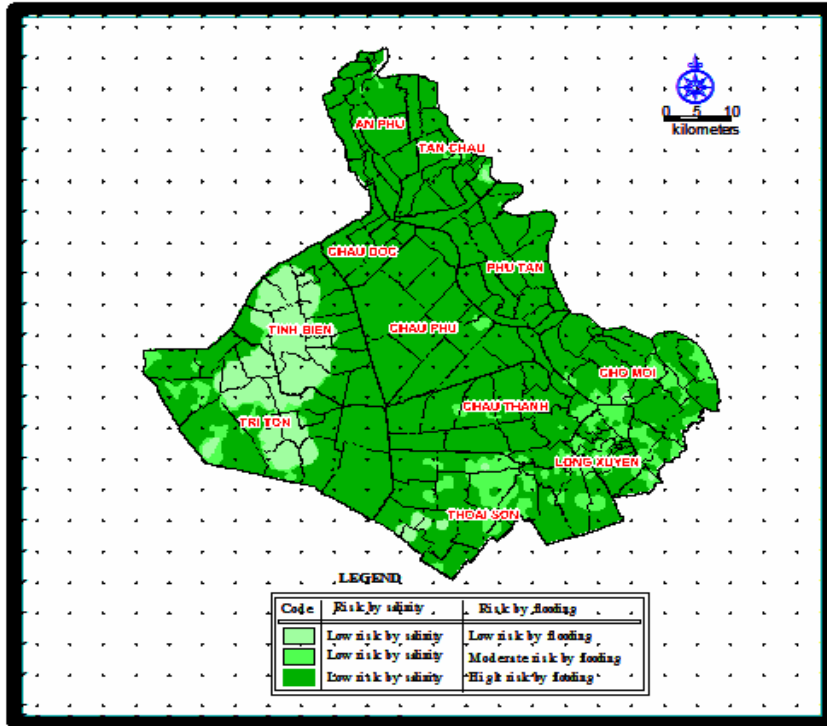 0 5 10
kilometers
AN PHU
TAN CHAU
CHAU DOC
PHU TAN
TINH BIEN
CHAU PHU
CHO MOI
CHAU THANH
TRI TON
LONG XUYEN
THOAI SON
LEGEND
Code Risk by salinity Risk by flooding
Low risk by salinity Low risk by flooding
Low risk by salinity Moderate risk by flooding
Low risk by salinity High risk by flooding